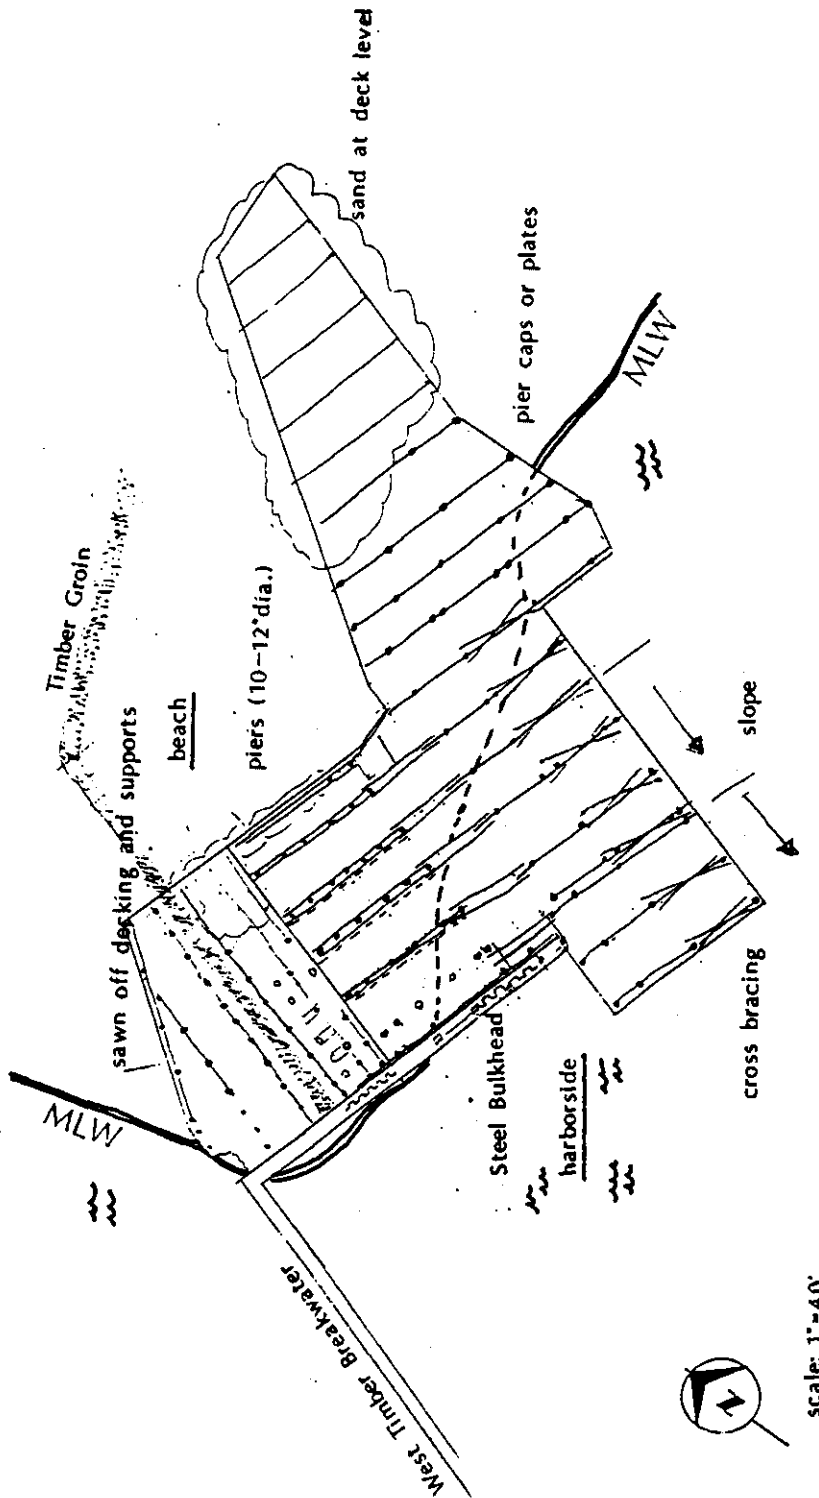 Timber Groin
sawn off decking and supports
beach
piers (10-12"dia.)
sand at deck level
pier caps or plates
MLW
MLW
Steel Bulkhead
harborside
slope
cross bracing
West Timber Breakwater
N
scale: 1"=40'